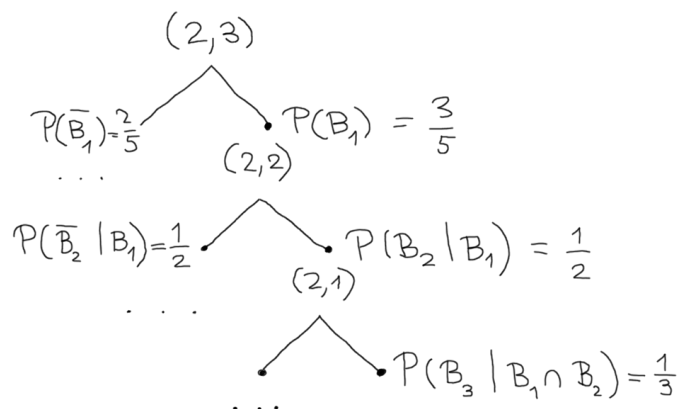 (2,3)
P(B̅₁)=2/5
P(B₁) = 3/5
. . .
(2,2)
P(B̅₂ | B₁)=1/2
P(B₂ | B₁) = 1/2
. . . .
(2,1)
P(B₃ | B₁∩B₂)=1/3